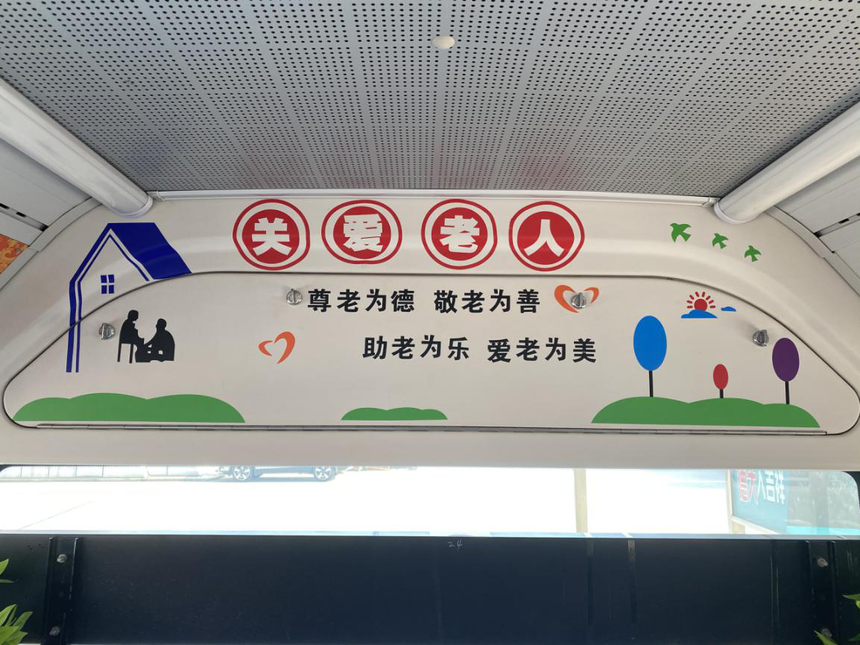 关爱老人
尊老为德 敬老为善
助老为乐 爱老为美
24